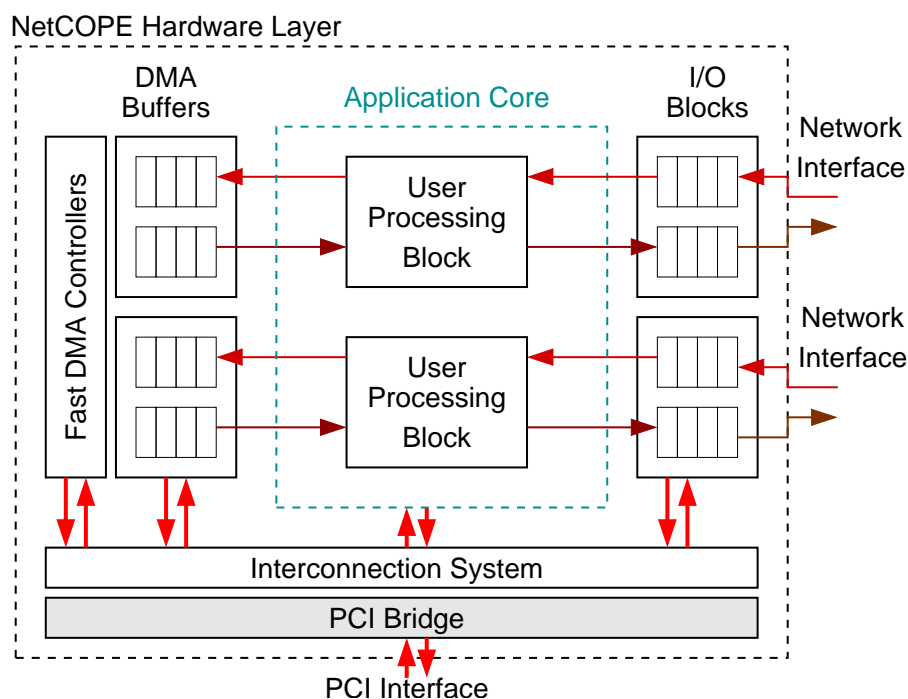 NetCOPE Hardware Layer
DMA
Buffers
Application Core
I/O
Blocks
Network
Interface
Fast DMA Controllers
User
Processing
Block
Network
Interface
User
Processing
Block
Interconnection System
PCI Bridge
PCI Interface